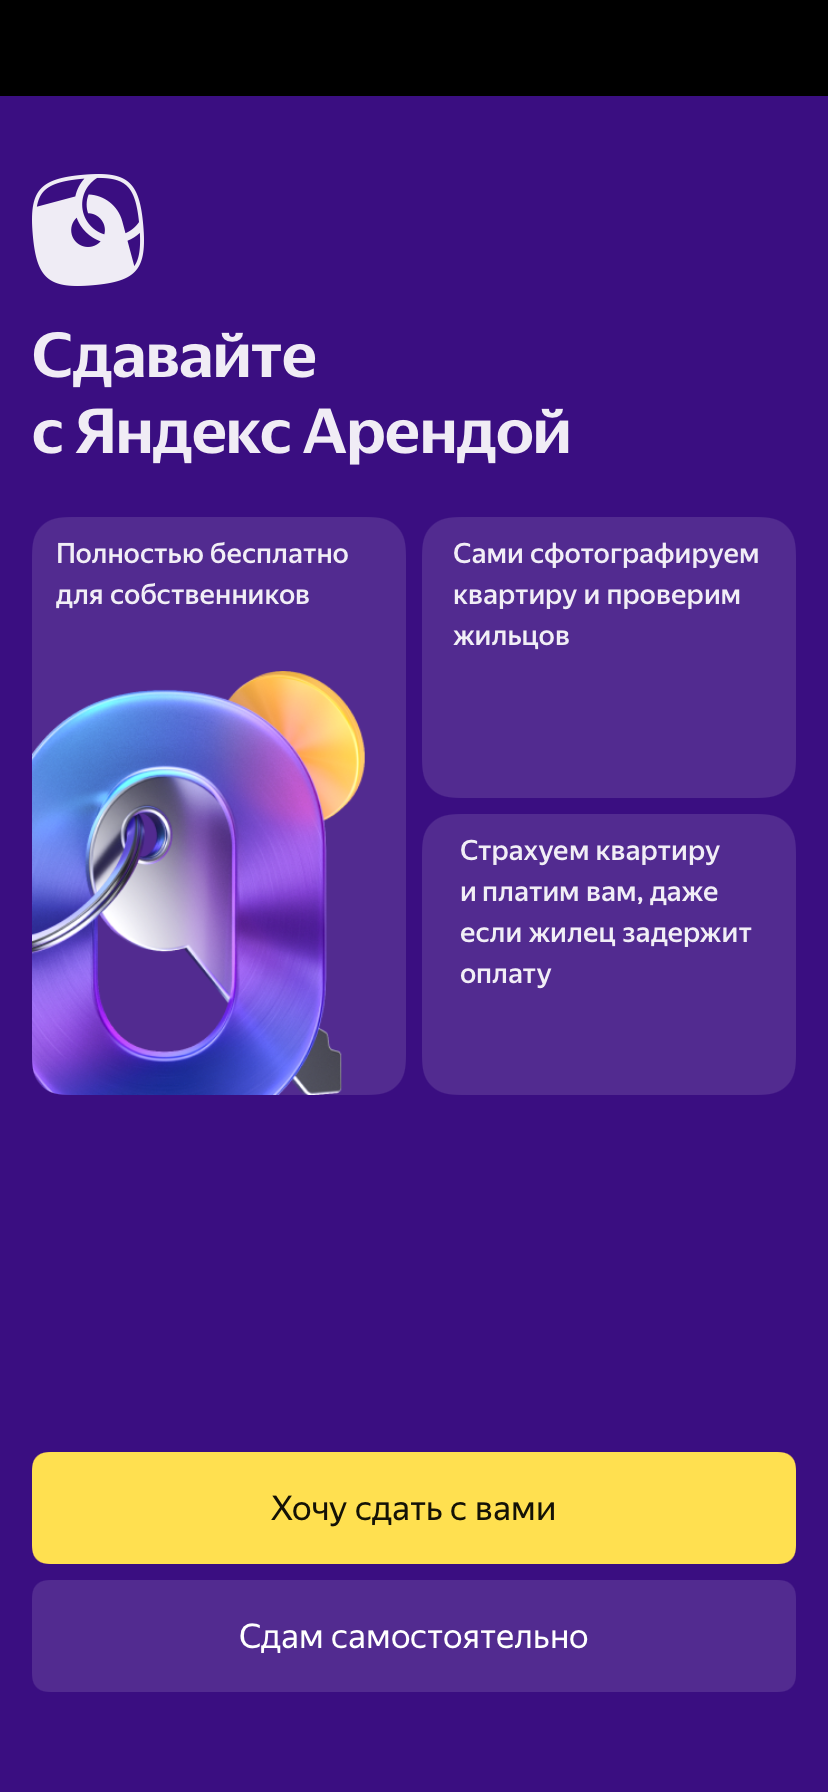 Сдавайте
с Яндекс Арендой
Полностью бесплатно
для собственников
Сами сфотографируем
квартиру и проверим
жильцов
Страхуем квартиру
и платим вам, даже
если жилец задержит
оплату
Хочу сдать с вами
Сдам самостоятельно